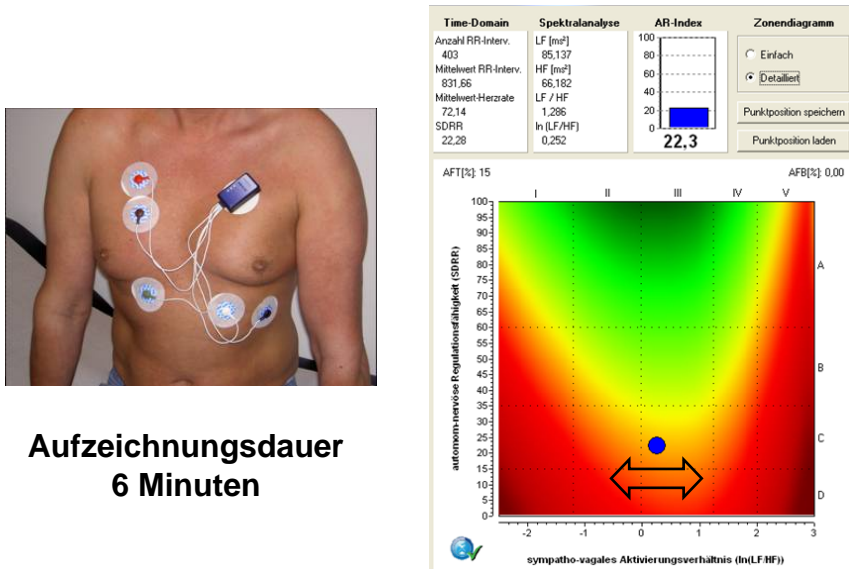 Aufzeichnungsdauer
6 Minuten
Time-Domain
Anzahl RR-Interv.
403
Mittelwert RR-Interv.
831,66
Mittelwert-Herzrate
72,14
SDRR
22,28
Spektralanalyse
LF [ms²]
85,137
HF [ms²]
66,182
LF / HF
1,286
ln (LF/HF)
0,252
AR-Index
100
80
60
40
20
0
22,3
Zonendiagramm
Einfach
Detailliert
Punktposition speichern
Punktposition laden
AFT[%]: 15
AFB[%]: 0,00
I II III IV V
100
95
90
85
80
75
70
65
60
55
50
45
40
35
30
25
20
15
10
5
0
automom-nervöse Regulationsfähigkeit (SDRR)
A
B
C
D
-2 -1 0 1 2 3
sympatho-vagales Aktivierungsverhältnis (ln(LF/HF))